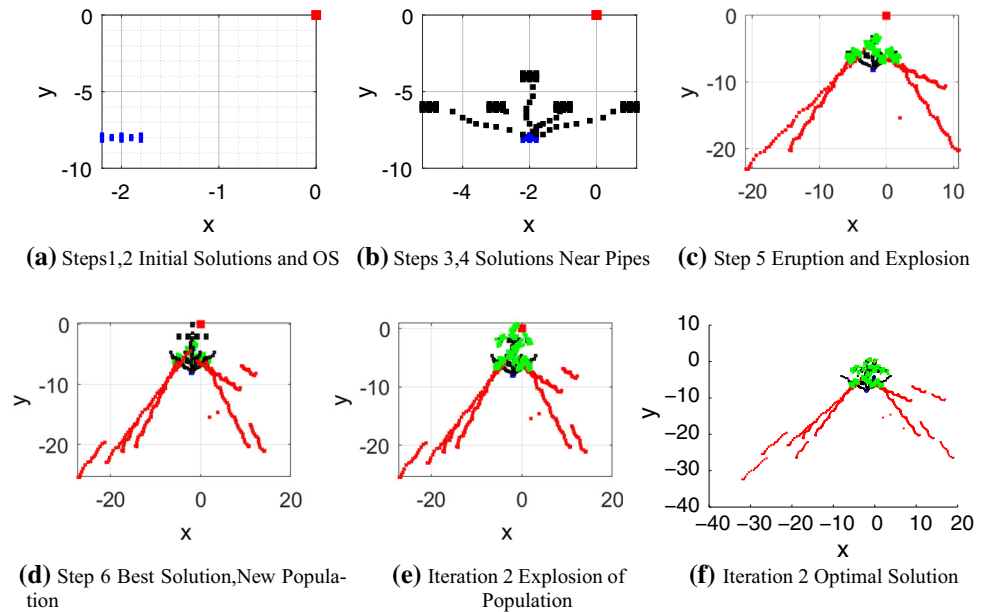 0
-5
-10
y
-2
-1
0
x
(a) Steps1,2 Initial Solutions and OS
0
-5
-10
y
-4
-2
0
x
(b) Steps 3,4 Solutions Near Pipes
0
-10
-20
y
-20
-10
0
10
x
(c) Step 5 Eruption and Explosion
0
-10
-20
y
-20
0
20
x
(d) Step 6 Best Solution,New Popula-
tion
0
-10
-20
y
-20
0
20
x
(e) Iteration 2 Explosion of
Population
10
0
−10
−20
−30
−40
y
−40
−30
−20
−10
0
10
20
x
(f) Iteration 2 Optimal Solution